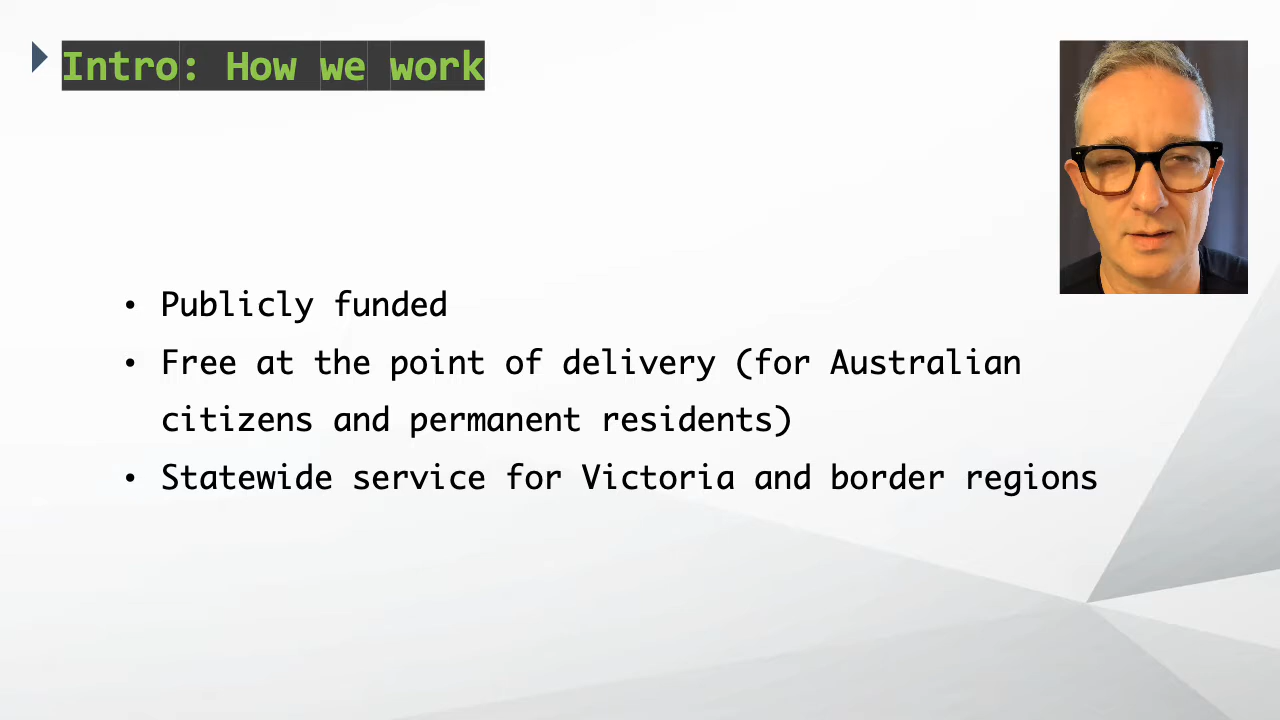 Intro: How we work
• Publicly funded
• Free at the point of delivery (for Australian
citizens and permanent residents)
• Statewide service for Victoria and border regions